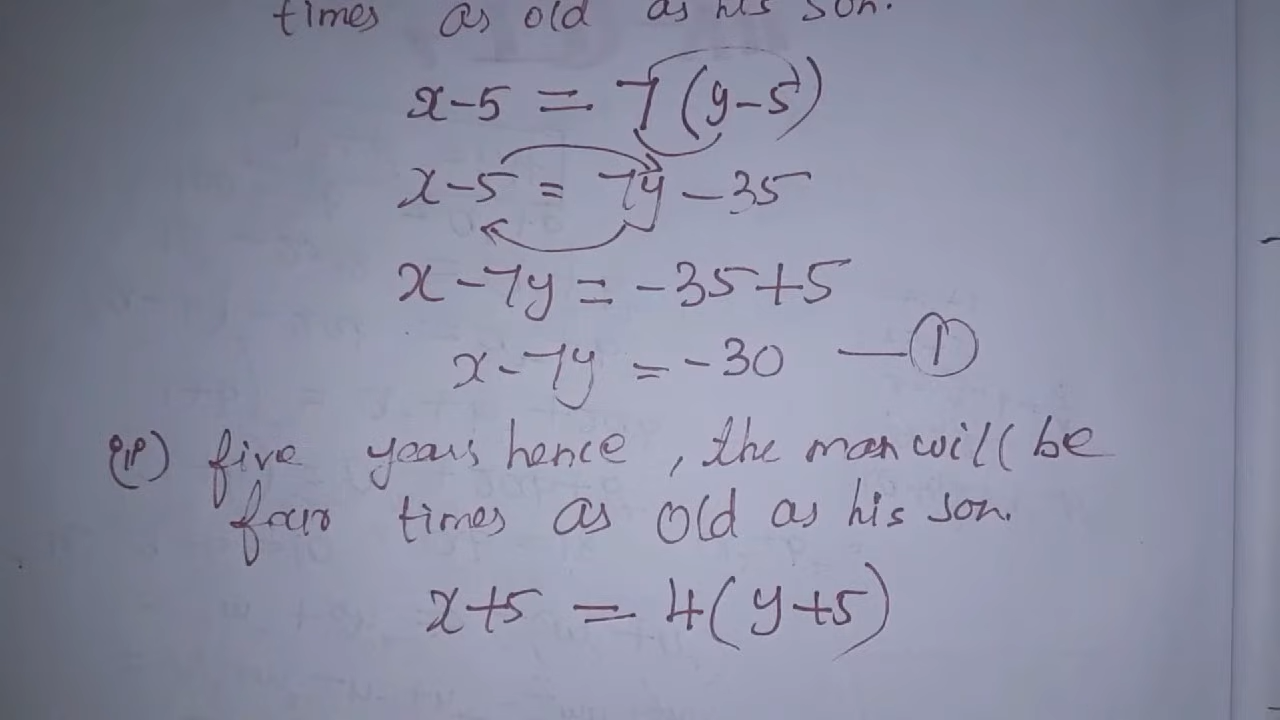 times as old as his son.
x-5 = 7(y-5)
x-5 = 7y-35
x-7y = -35+5
x-7y = -30 — ①
(ii) five years hence, the man will be
four times as old as his son.
x+5 = 4(y+5)